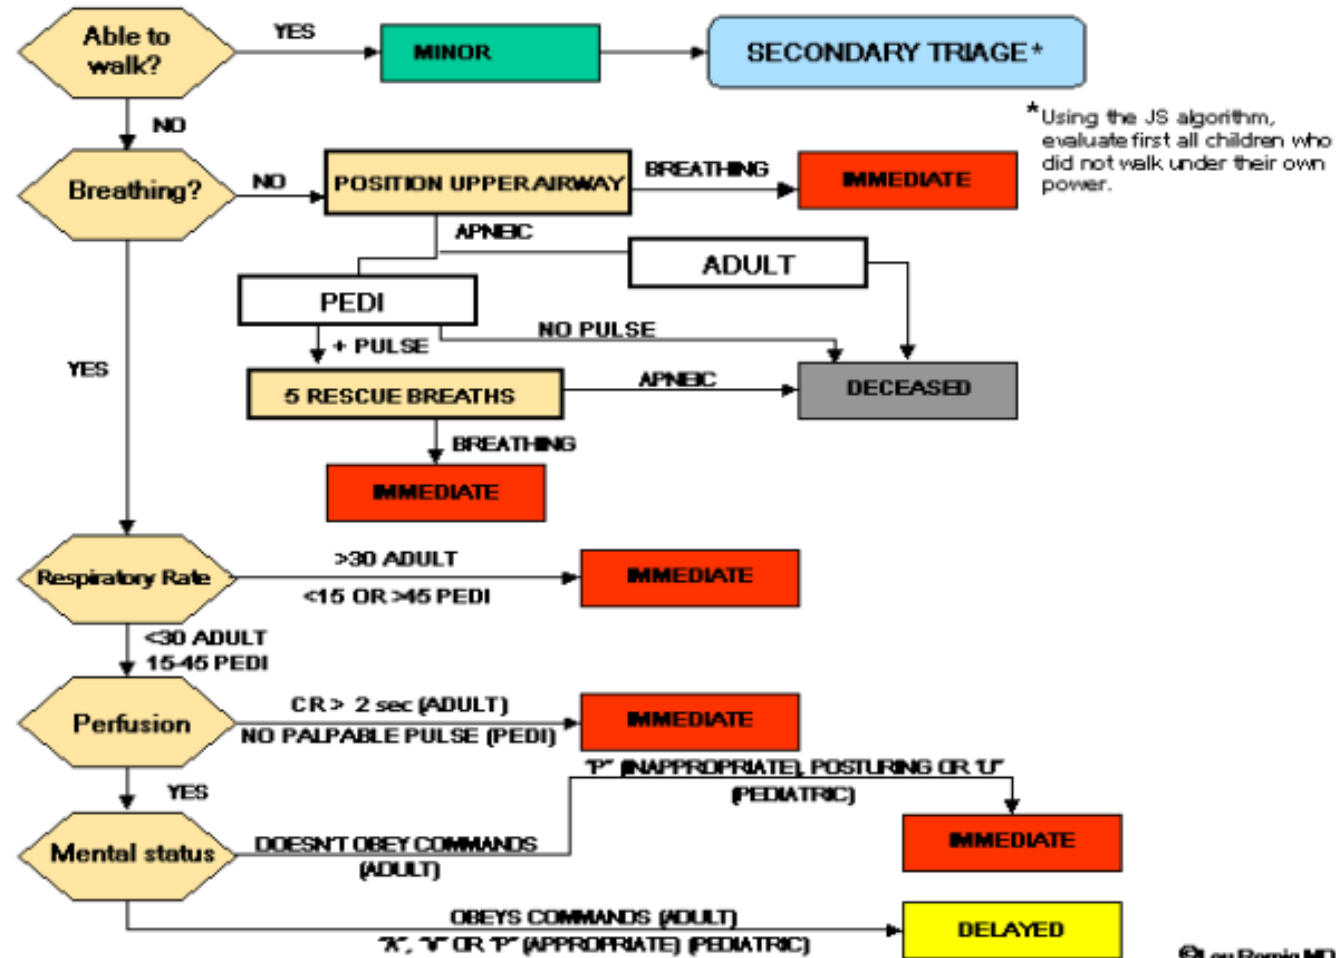 Able to
walk?
YES
MINOR
SECONDARY TRIAGE*
NO
*Using the JS algorithm,
evaluate first all children who
did not walk under their own
power.
Breathing?
NO
POSITION UPPER AIRWAY
BREATHING
IMMEDIATE
APNEIC
ADULT
PEDI
NO PULSE
+ PULSE
YES
5 RESCUE BREATHS
APNEIC
DECEASED
BREATHING
IMMEDIATE
Respiratory Rate
>30 ADULT
<15 OR >45 PEDI
IMMEDIATE
<30 ADULT
15-45 PEDI
Perfusion
CR > 2 sec (ADULT)
NO PALPABLE PULSE (PEDI)
IMMEDIATE
YES
"P" (INAPPROPRIATE), POSTURING OR "U"
(PEDIATRIC)
Mental status
DOESN'T OBEY COMMANDS
(ADULT)
IMMEDIATE
OBEYS COMMANDS (ADULT)
"A", "V" OR "P" (APPROPRIATE) (PEDIATRIC)
DELAYED
©Lou Romig MD